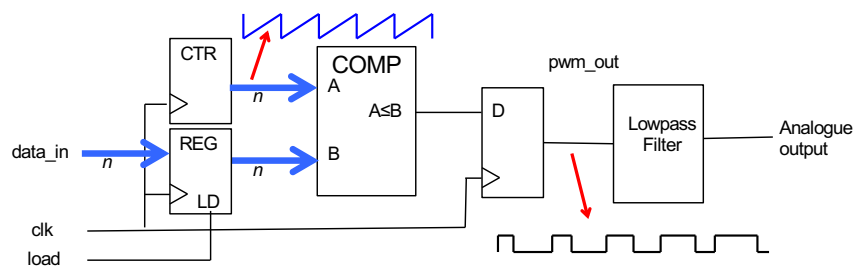 CTR
n
COMP
A
A≤B
pwm_out
D
Lowpass
Filter
Analogue
output
data_in
n
REG
n
B
LD
clk
load